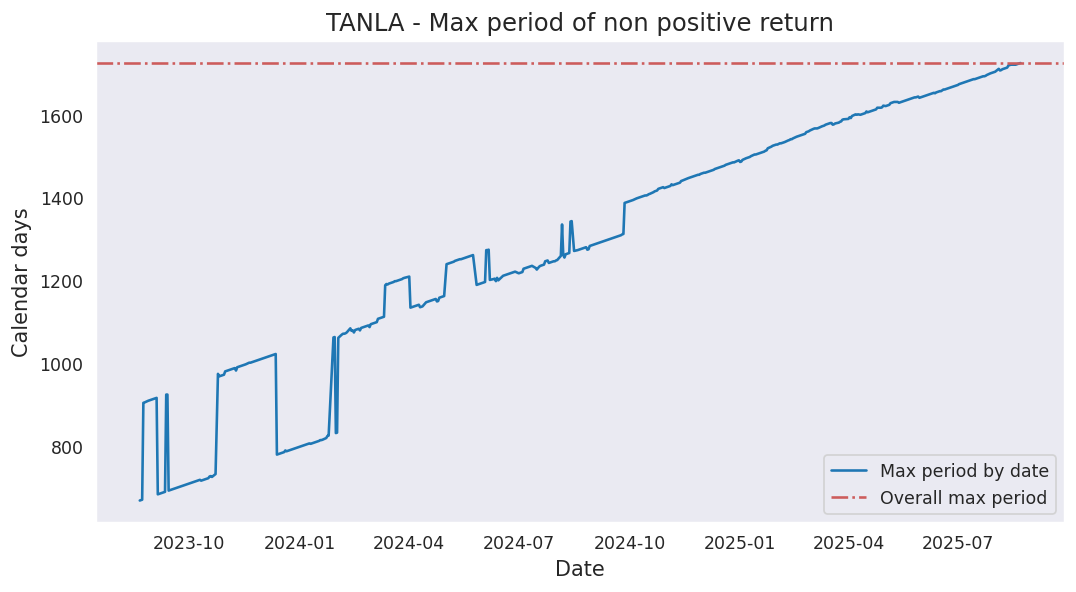 TANLA - Max period of non positive return
Calendar days
1600
1400
1200
1000
800
2023-10
2024-01
2024-04
2024-07
2024-10
2025-01
2025-04
2025-07
Date
Max period by date
Overall max period